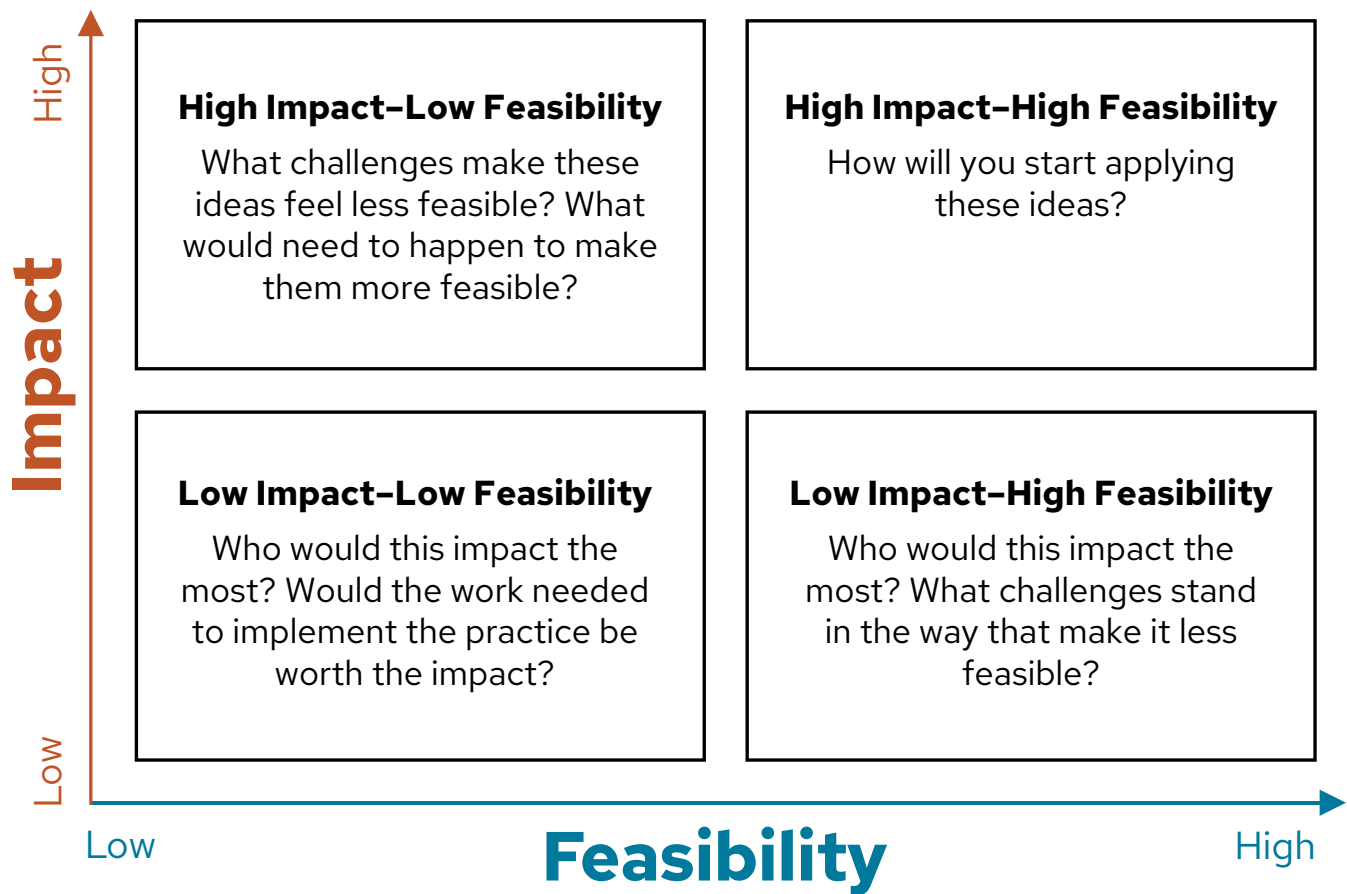 High
High Impact–Low Feasibility
What challenges make these
ideas feel less feasible? What
would need to happen to make
them more feasible?
High Impact–High Feasibility
How will you start applying
these ideas?
Impact
Low Impact–Low Feasibility
Who would this impact the
most? Would the work needed
to implement the practice be
worth the impact?
Low Impact–High Feasibility
Who would this impact the
most? What challenges stand
in the way that make it less
feasible?
Low
Low
Feasibility
High